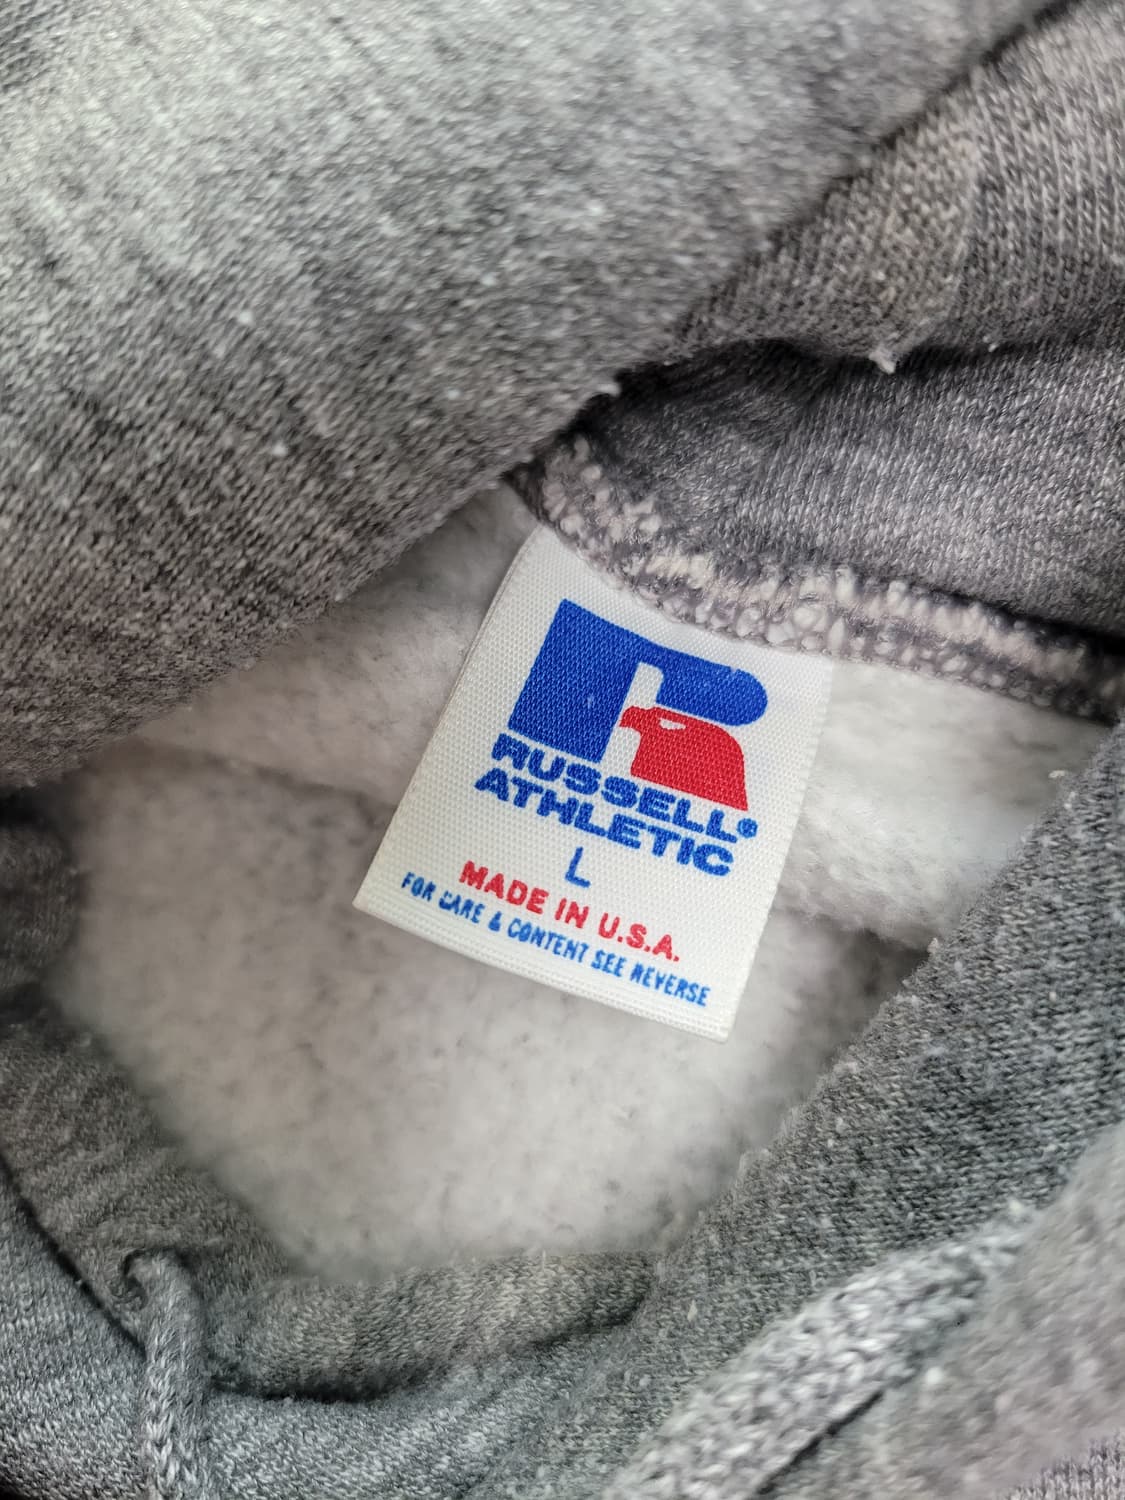 RUSSELL®
ATHLETIC
L
MADE IN U.S.A.
FOR CARE & CONTENT SEE REVERSE